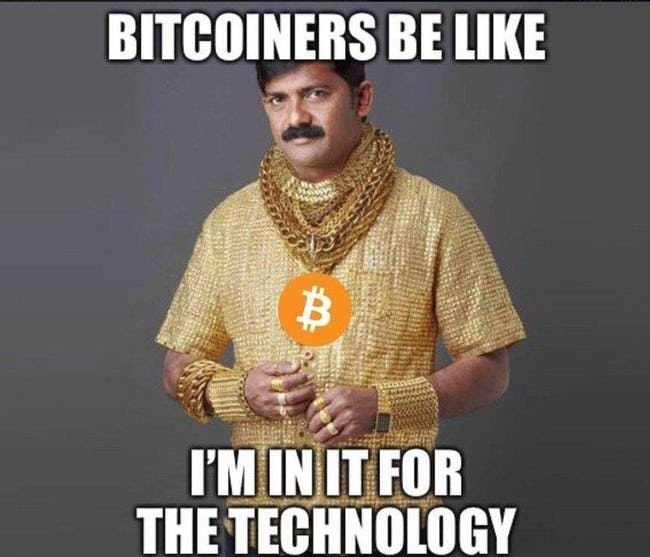 BITCOINERS BE LIKE
₿
I'M IN IT FOR
THE TECHNOLOGY